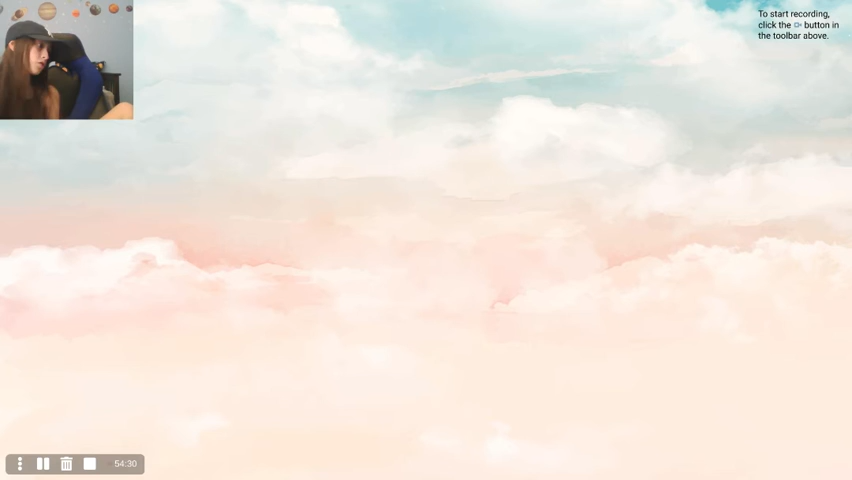 To start recording,
click the button in
the toolbar above.
54:30